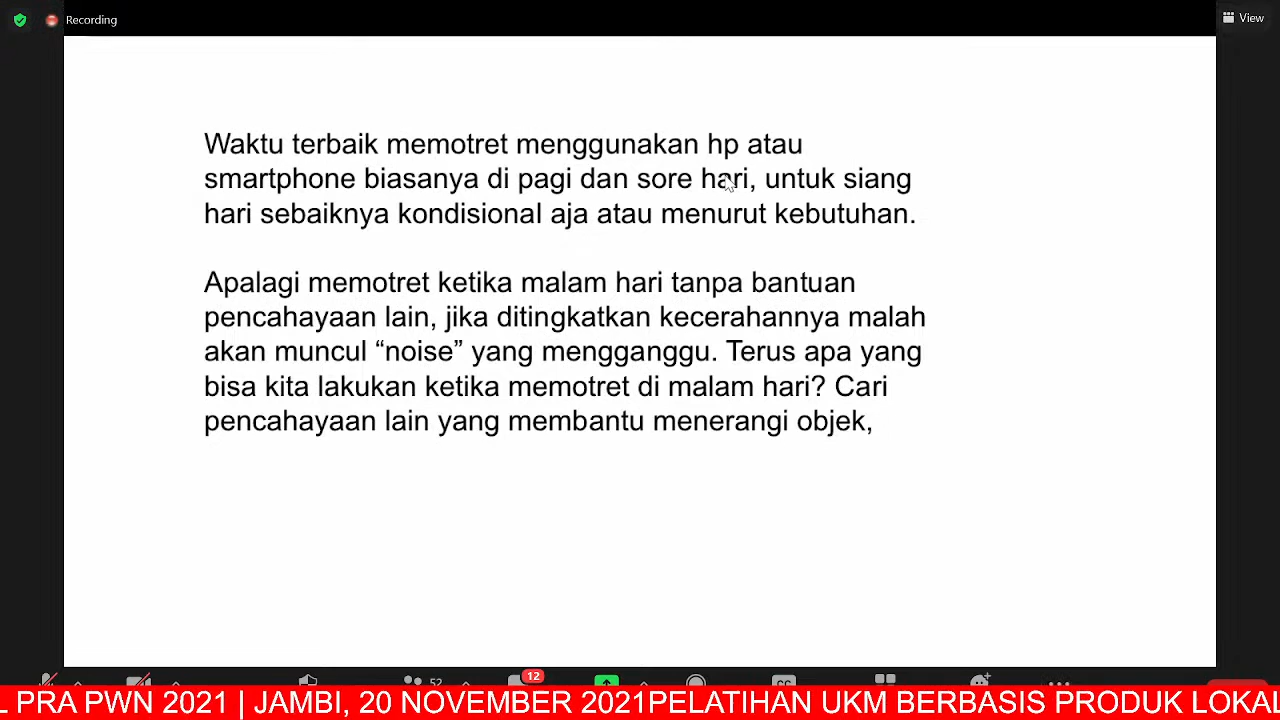 Recording
View
Waktu terbaik memotret menggunakan hp atau
smartphone biasanya di pagi dan sore hari, untuk siang
hari sebaiknya kondisional aja atau menurut kebutuhan.
Apalagi memotret ketika malam hari tanpa bantuan
pencahayaan lain, jika ditingkatkan kecerahannya malah
akan muncul “noise” yang mengganggu. Terus apa yang
bisa kita lakukan ketika memotret di malam hari? Cari
pencahayaan lain yang membantu menerangi objek,
52
12
CC
L PRA PWN 2021 | JAMBI, 20 NOVEMBER 2021PELATIHAN UKM BERBASIS PRODUK LOKAL